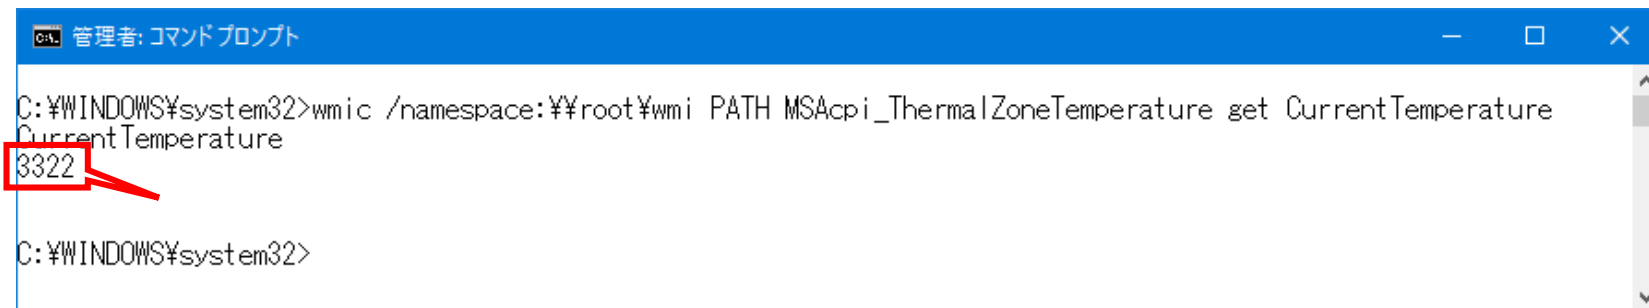 管理者: コマンド プロンプト
C:¥WINDOWS¥system32>wmic /namespace:¥¥root¥wmi PATH MSAcpi_ThermalZoneTemperature get CurrentTemperature
CurrentTemperature
3322
C:¥WINDOWS¥system32>